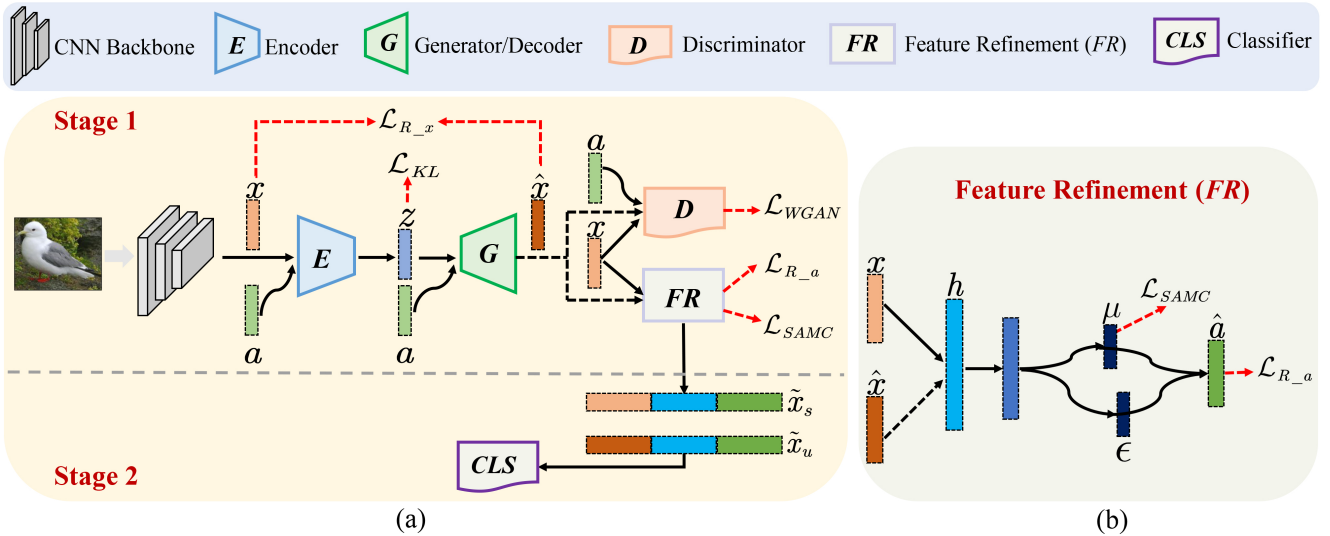 CNN Backbone
E Encoder
G Generator/Decoder
D Discriminator
FR Feature Refinement (FR)
CLS Classifier
Stage 1
x
a
E
ℒ_{R_x}
ℒ_{KL}
z
a
G
x̂
a
x
D
FR
ℒ_{WGAN}
ℒ_{R_a}
ℒ_{SAMC}
Stage 2
x̃_s
x̃_u
CLS
(a)
Feature Refinement (FR)
x
x̂
h
μ
ϵ
ℒ_{SAMC}
â
ℒ_{R_a}
(b)